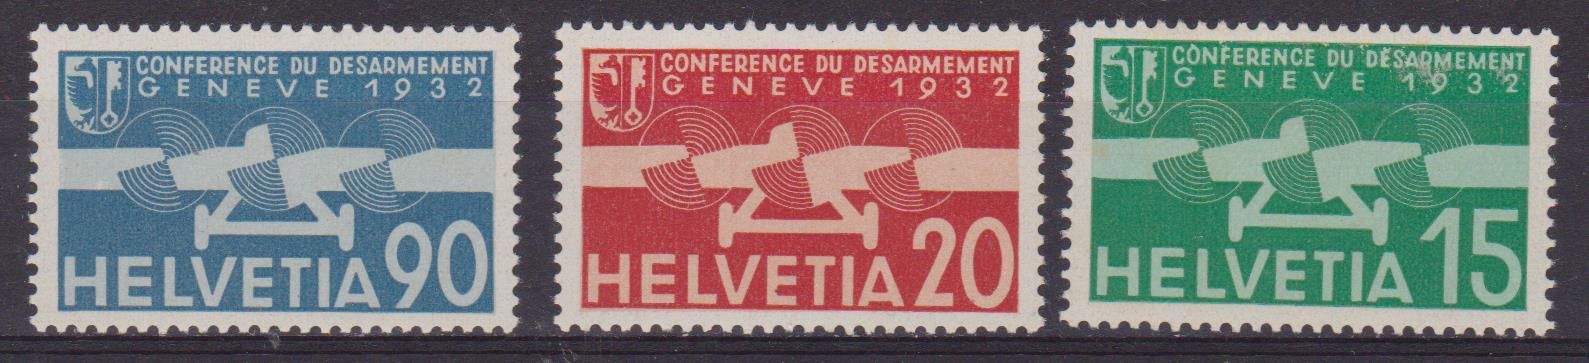 CONFERENCE DU DESARMEMENT
GENEVE 1932
HELVETIA 90
CONFERENCE DU DESARMEMENT
GENEVE 1932
HELVETIA 20
CONFERENCE DU DESARMEMENT
GENEVE 1932
HELVETIA 15